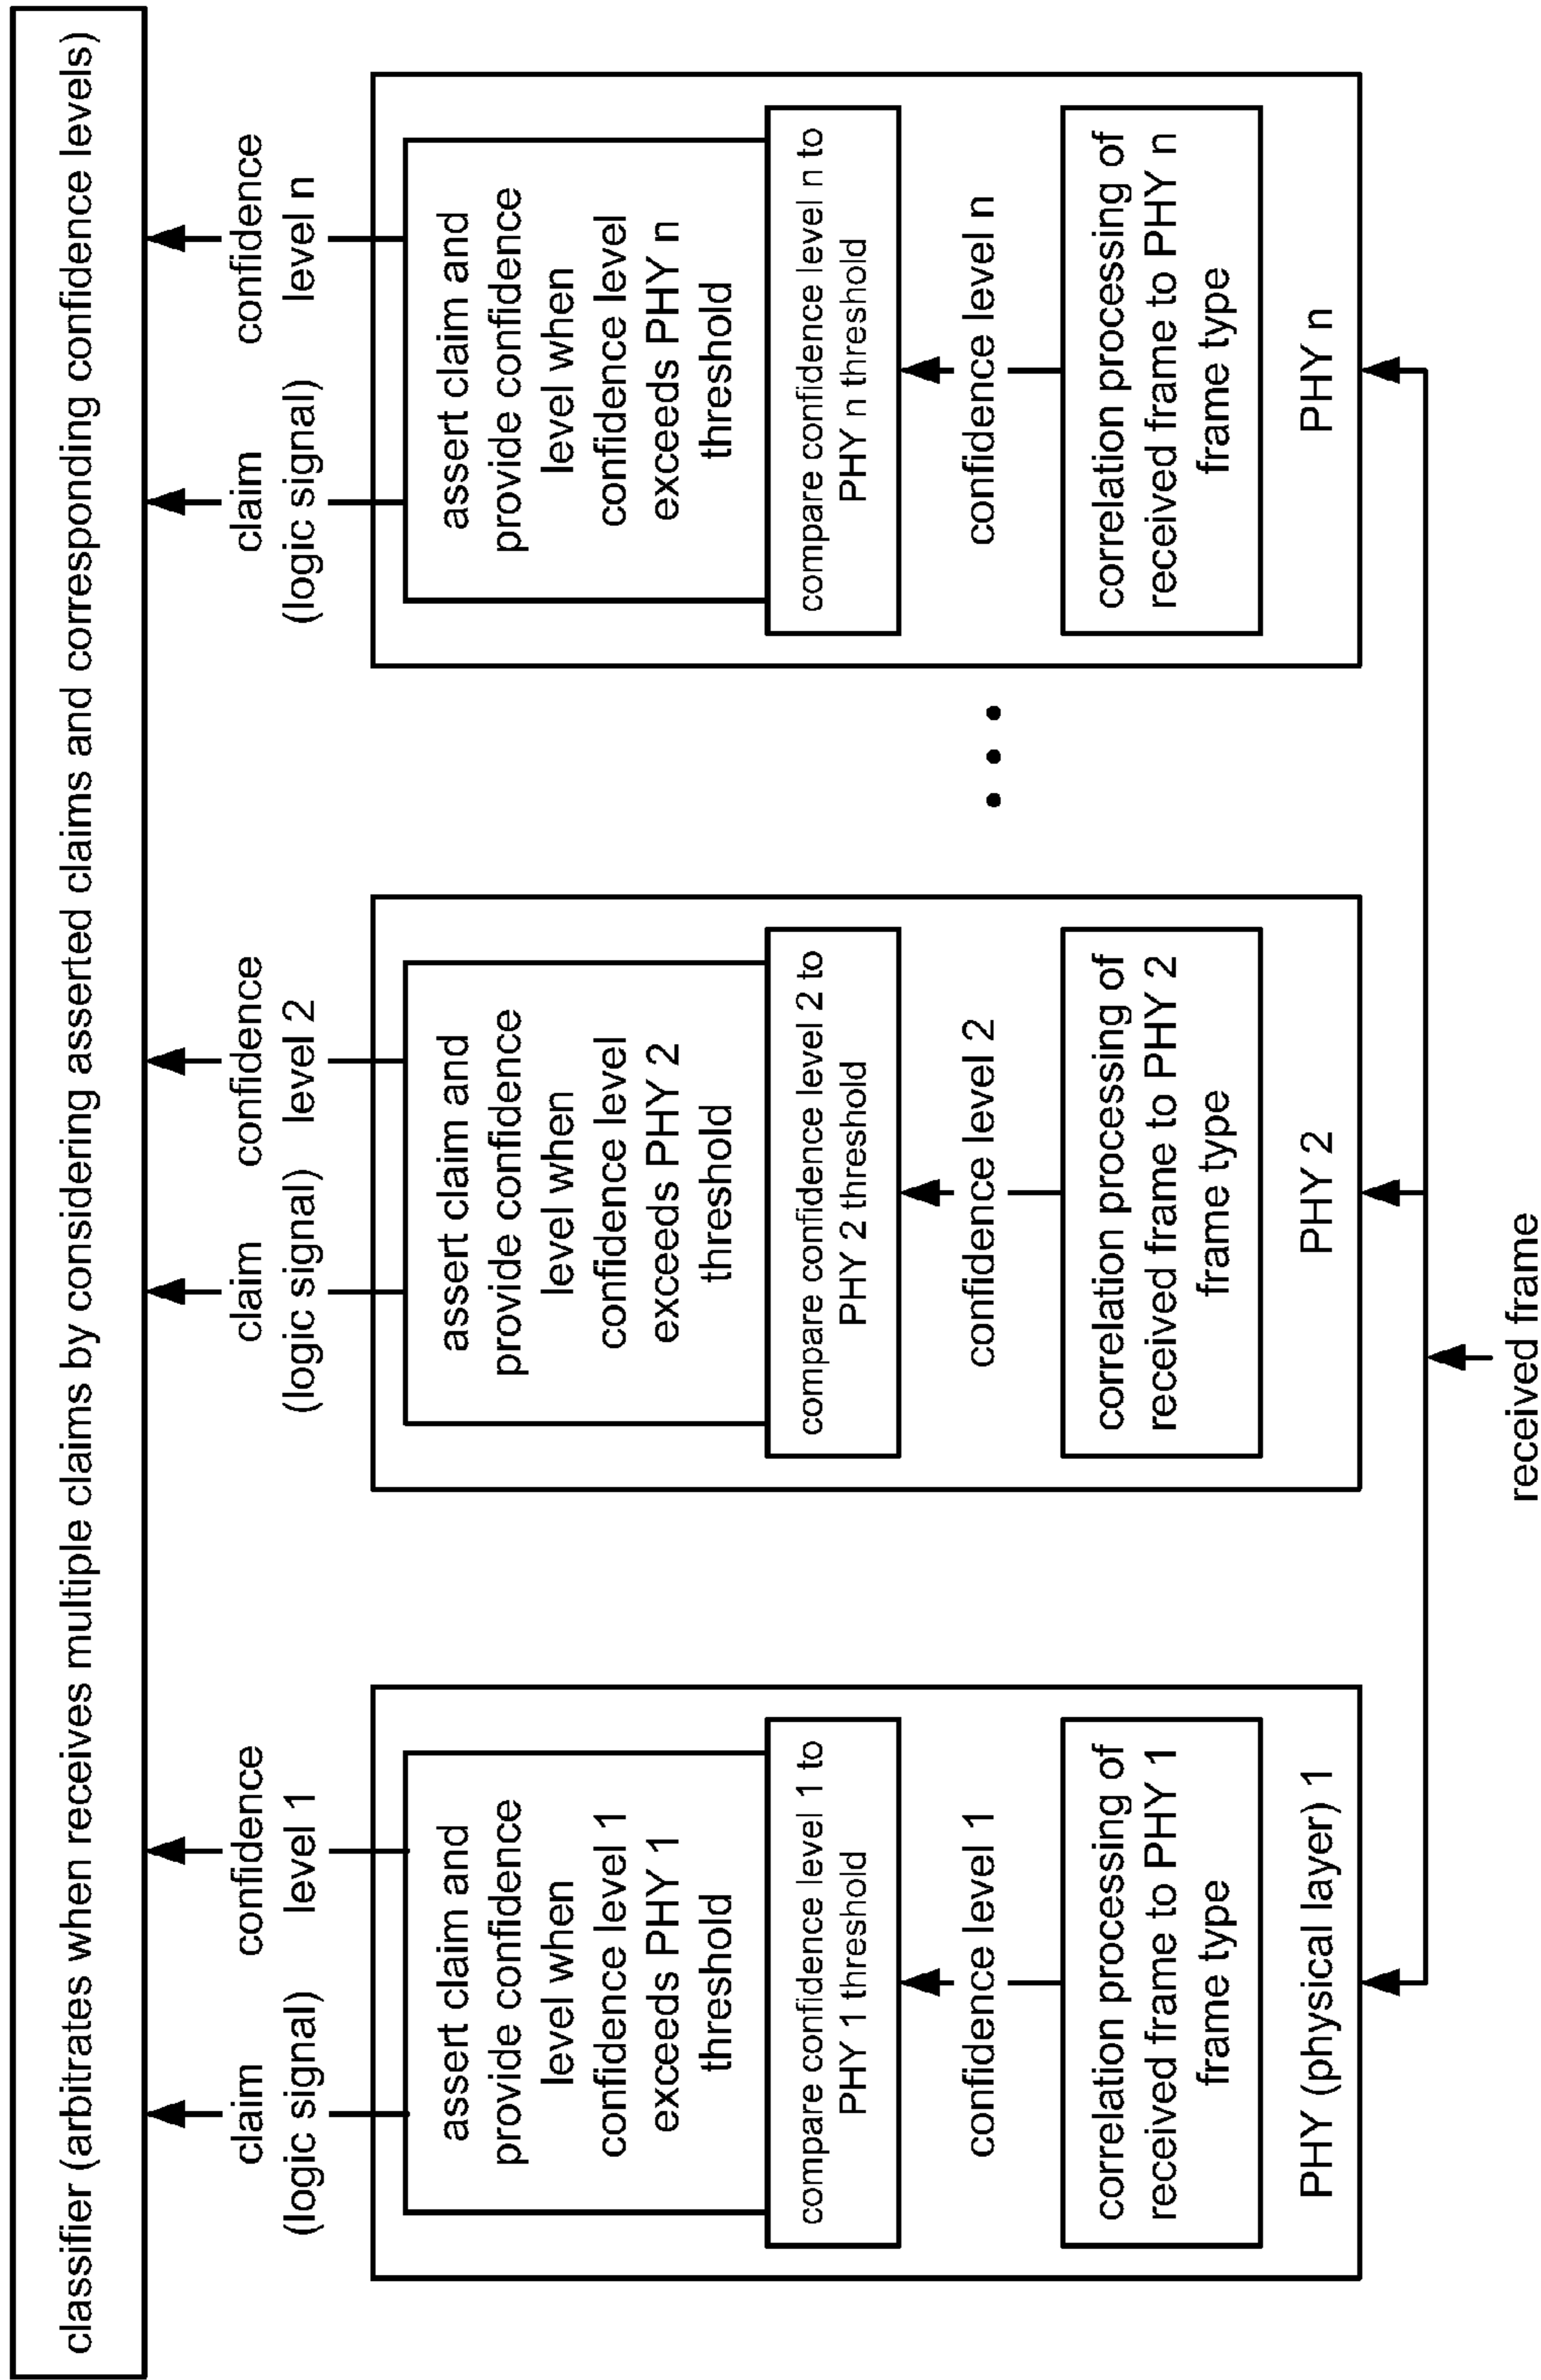 classifier (arbitrates when receives multiple claims by considering asserted claims and corresponding confidence levels)
claim
(logic signal)
confidence
level 1
assert claim and
provide confidence
level when
confidence level 1
exceeds PHY 1
threshold
compare confidence level 1 to
PHY 1 threshold
confidence level 1
correlation processing of
received frame to PHY 1
frame type
PHY (physical layer) 1
claim
(logic signal)
confidence
level 2
assert claim and
provide confidence
level when
confidence level
exceeds PHY 2
threshold
compare confidence level 2 to
PHY 2 threshold
confidence level 2
correlation processing of
received frame to PHY 2
frame type
PHY 2
claim
(logic signal)
confidence
level n
assert claim and
provide confidence
level when
confidence level
exceeds PHY n
threshold
compare confidence level n to
PHY n threshold
confidence level n
correlation processing of
received frame to PHY n
frame type
PHY n
received frame